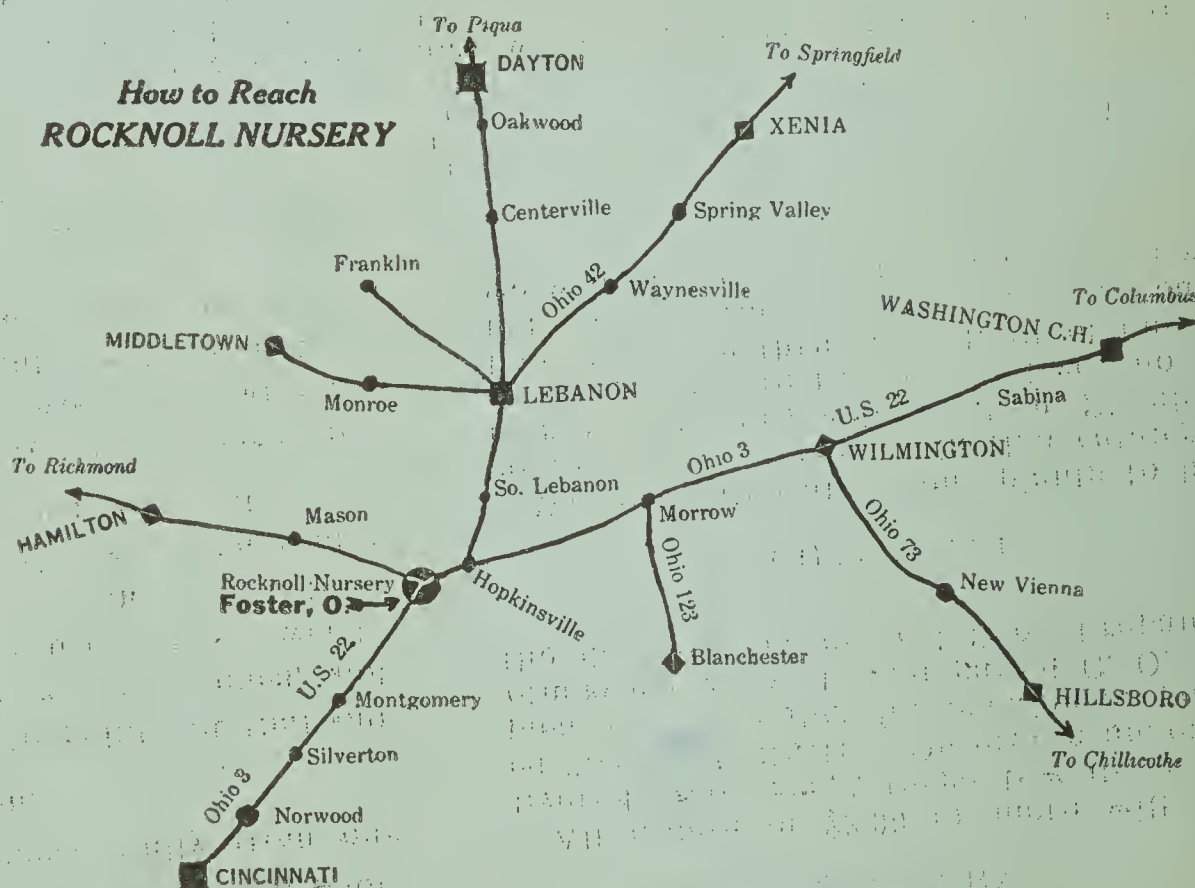 To Piqua
DAYTON
To Springfield
How to Reach
ROCKNOLL NURSERY
Oakwood
XENIA
Centerville
Spring Valley
Franklin
Ohio 42
Waynesville
To Columbus
WASHINGTON C.H.
MIDDLETOWN
Monroe
LEBANON
Sabina
U.S. 22
Ohio 3
WILMINGTON
To Richmond
So. Lebanon
Morrow
HAMILTON
Mason
Ohio 73
Ohio 123
Rocknoll Nursery
Foster, O.
Hopkinsville
New Vienna
U.S. 22
Blanchester
Montgomery
HILLSBORO
Silverton
To Chillicothe
Ohio 3
Norwood
CINCINNATI